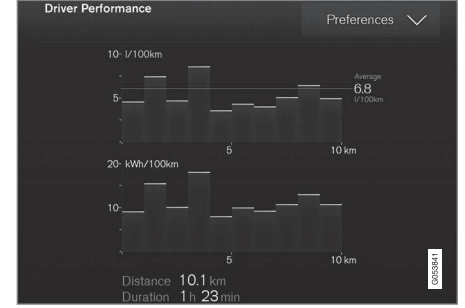 Driver Performance
Preferences
10- l/100km
Average
6.8
l/100km
5-
5
10 km
20- kWh/100km
10-
5
10 km
Distance 10.1 km
Duration 1 h 23 min
G053841